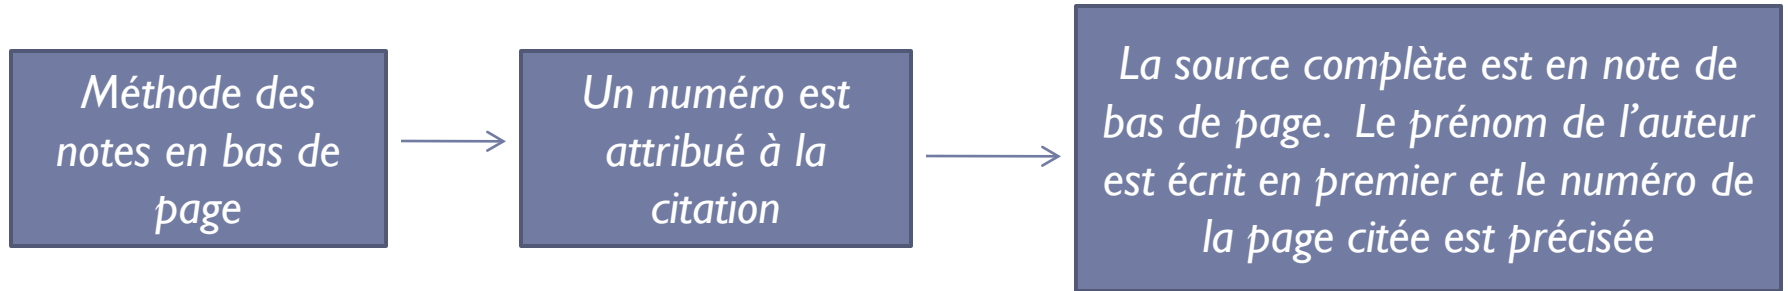 Méthode des
notes en bas de
page
Un numéro est
attribué à la
citation
La source complète est en note de
bas de page.  Le prénom de l’auteur
est écrit en premier et le numéro de
la page citée est précisée